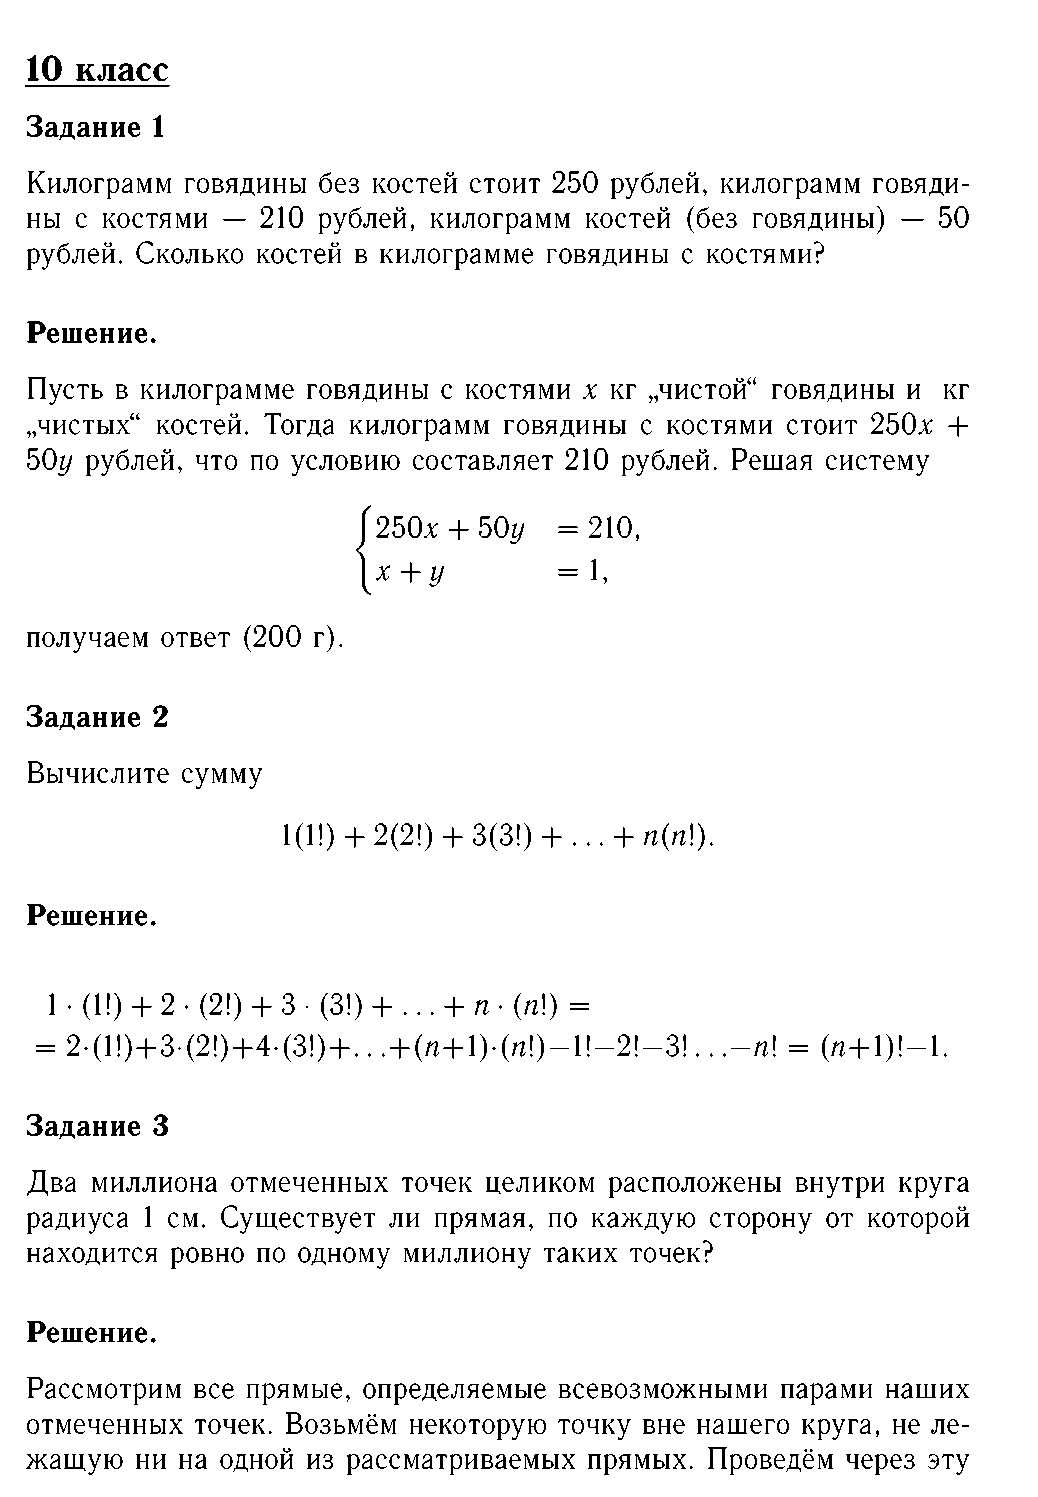 10 класс
Задание 1
Килограмм говядины без костей стоит 250 рублей, килограмм говяди-
ны с костями — 210 рублей, килограмм костей (без говядины) — 50
рублей. Сколько костей в килограмме говядины с костями?
Решение.
Пусть в килограмме говядины с костями x кг „чистой“ говядины и кг
„чистых“ костей. Тогда килограмм говядины с костями стоит 250x +
50y рублей, что по условию составляет 210 рублей. Решая систему
{250x + 50y = 210,
x + y = 1,
получаем ответ (200 г).
Задание 2
Вычислите сумму
1(1!) + 2(2!) + 3(3!) + . . . + n(n!).
Решение.
1 · (1!) + 2 · (2!) + 3 · (3!) + . . . + n · (n!) =
= 2·(1!)+3·(2!)+4·(3!)+. . .+(n+1)·(n!)−1!−2!−3! . . .−n! = (n+1)!−1.
Задание 3
Два миллиона отмеченных точек целиком расположены внутри круга
радиуса 1 см. Существует ли прямая, по каждую сторону от которой
находится ровно по одному миллиону таких точек?
Решение.
Рассмотрим все прямые, определяемые всевозможными парами наших
отмеченных точек. Возьмём некоторую точку вне нашего круга, не ле-
жащую ни на одной из рассматриваемых прямых. Проведём через эту